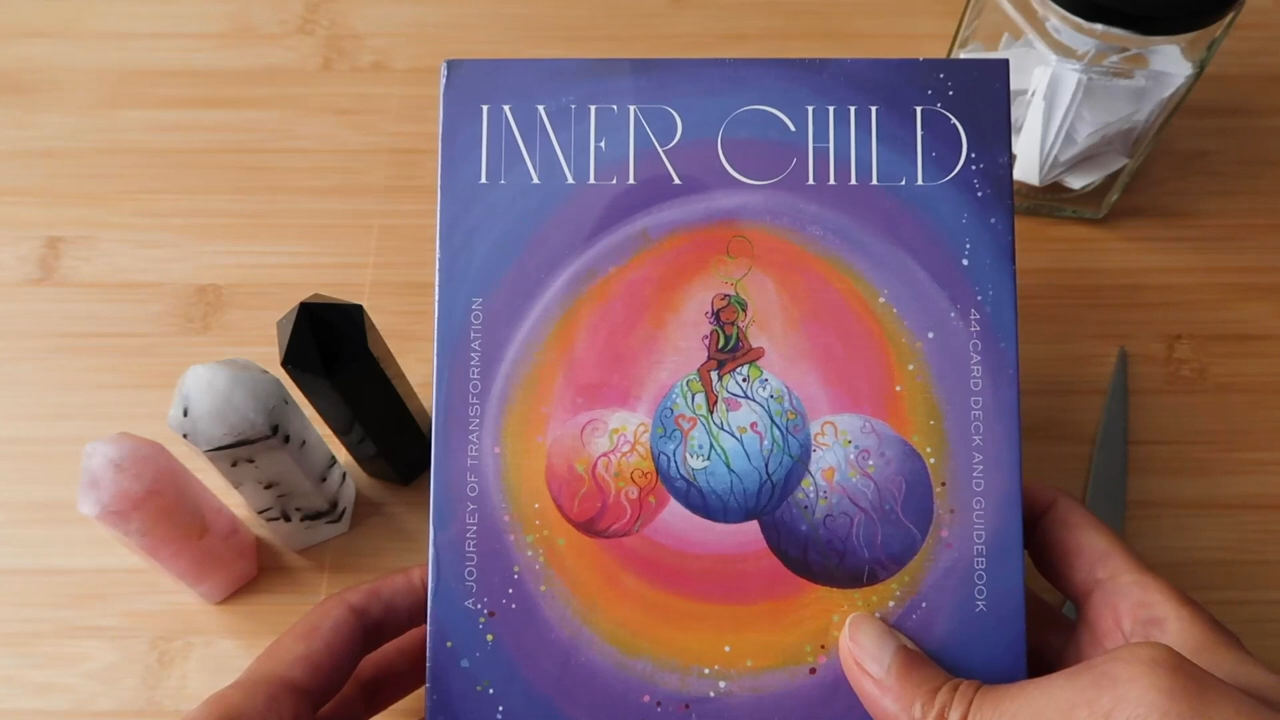 INNER CHILD
A JOURNEY OF TRANSFORMATION
44-CARD DECK AND GUIDEBOOK